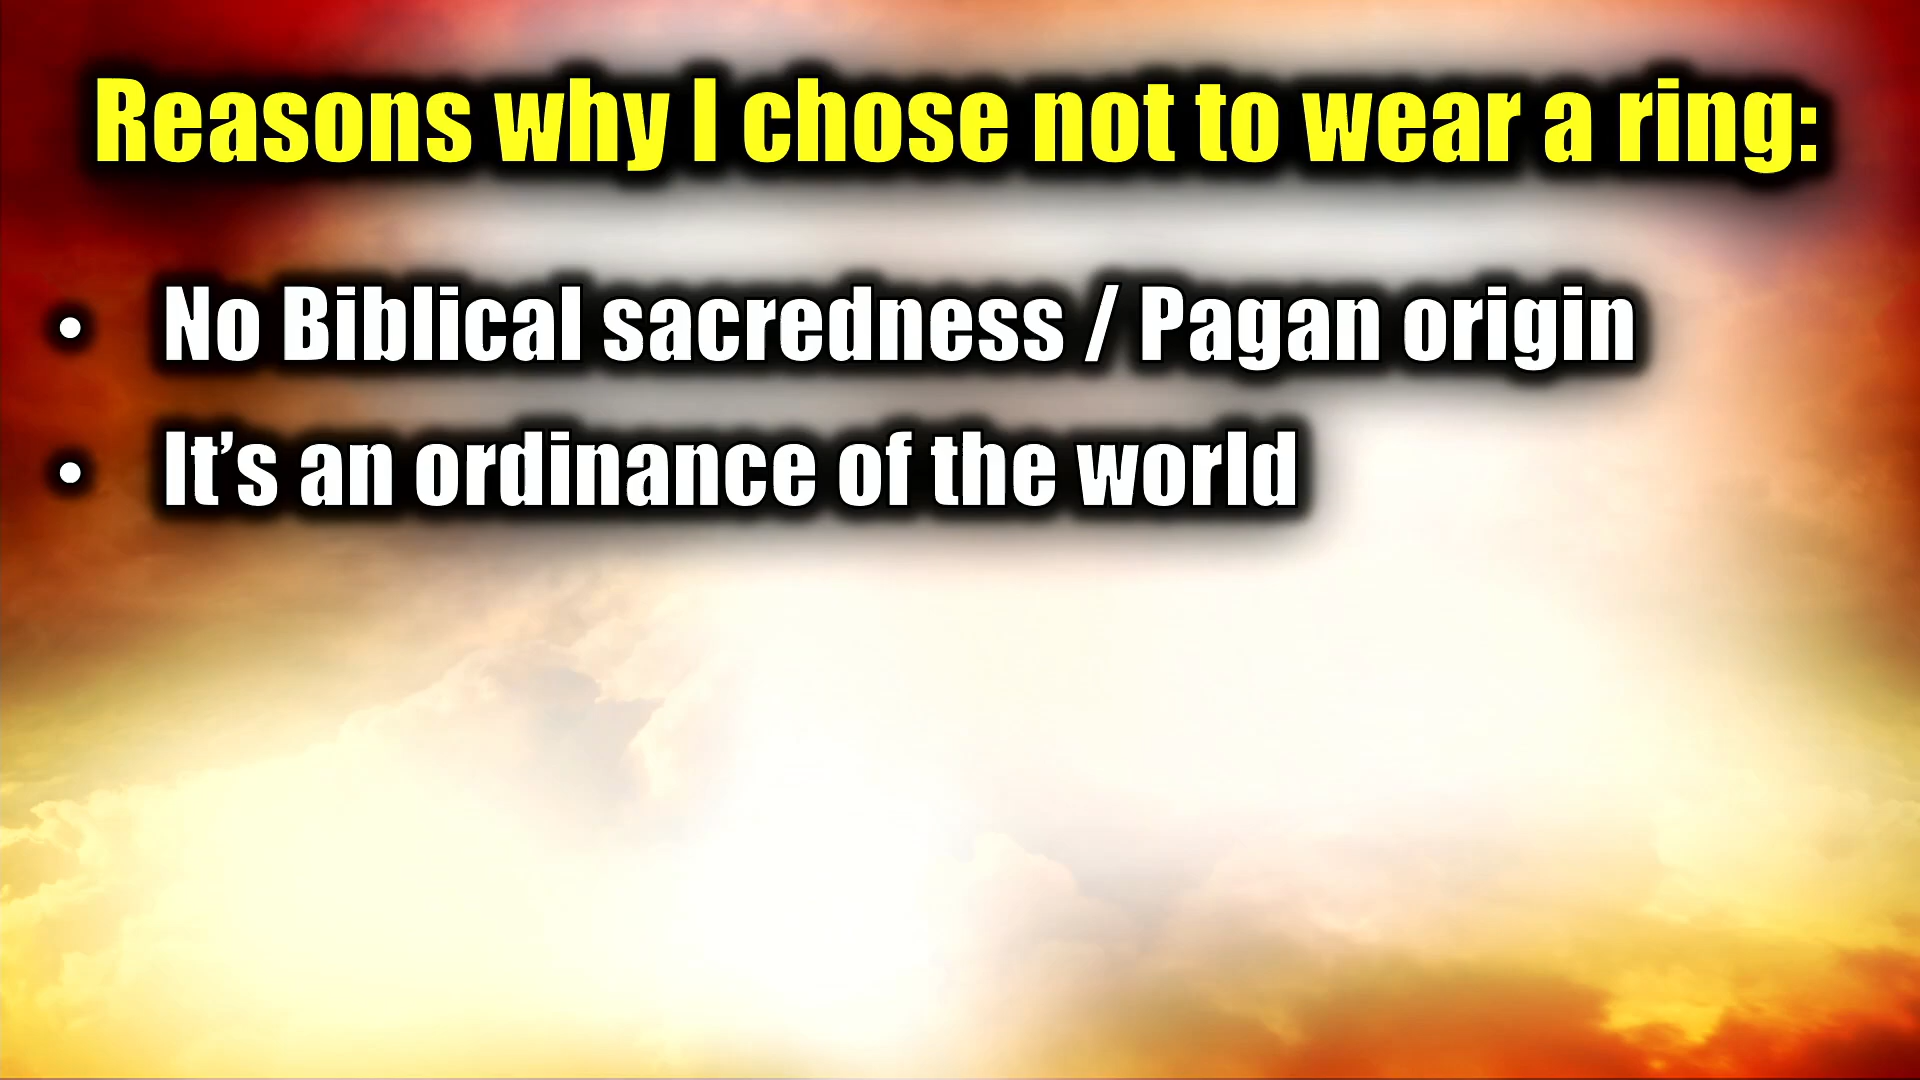 Reasons why I chose not to wear a ring:
• No Biblical sacredness / Pagan origin
• It’s an ordinance of the world